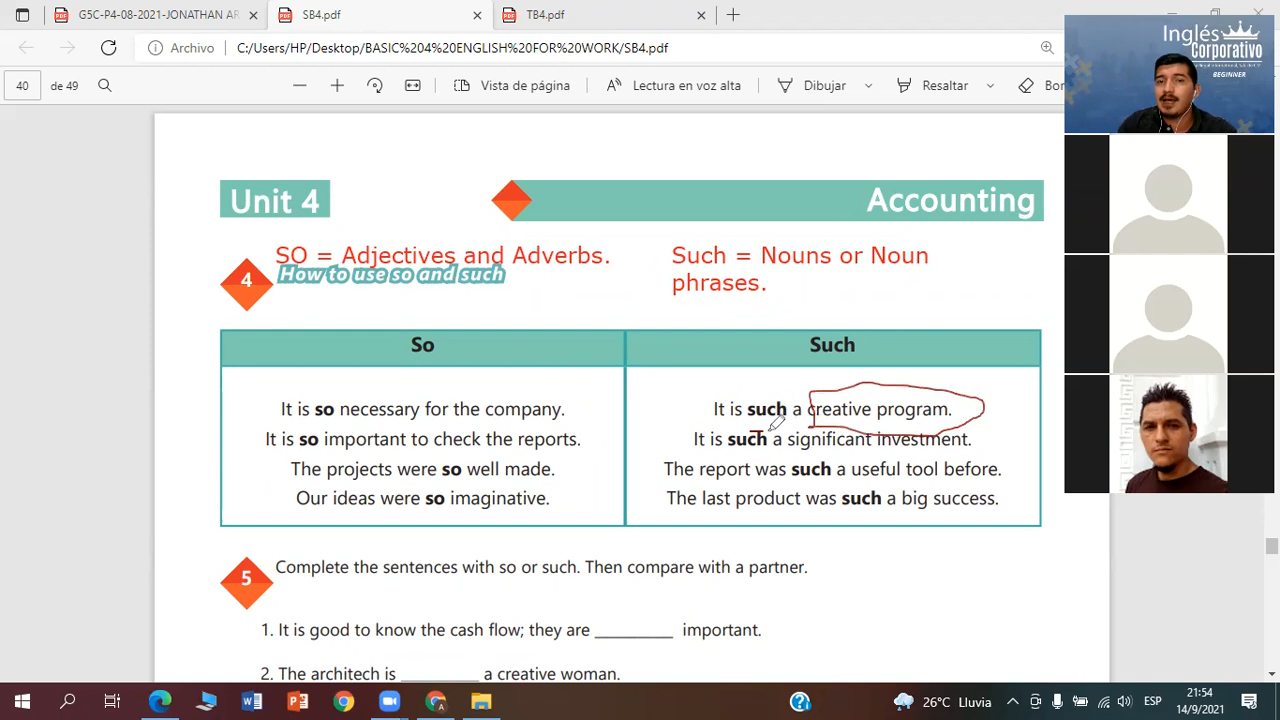 G5C-P4-08-2021-JONATHAN AR
SB4.pdf
TB4.pdf
Archivo
C:/Users/HP/Desktop/BASIC%204%20ENGLISH%20FOR%20WORK/SB4.pdf
40
de 49
Vista de página
Lectura en voz alta
Dibujar
Resaltar
Bor
Inglés
Corporativo
BEGINNER
Unit 4
Accounting
SO = Adjectives and Adverbs.
Such = Nouns or Noun
phrases.
4
How to use so and such
So
Such
It is so necessary for the company.
It is so important to check the reports.
The projects were so well made.
Our ideas were so imaginative.
It is such a creative program.
It is such a significant investment.
The report was such a useful tool before.
The last product was such a big success.
5
Complete the sentences with so or such. Then compare with a partner.
1. It is good to know the cash flow; they are __________ important.
2. The architech is __________ a creative woman.
26°C Lluvia
ESP
21:54
14/9/2021